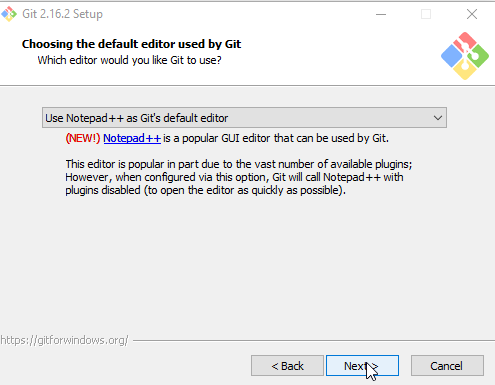 Git 2.16.2 Setup
Choosing the default editor used by Git
Which editor would you like Git to use?
Use Notepad++ as Git's default editor
(NEW!) Notepad++ is a popular GUI editor that can be used by Git.
This editor is popular in part due to the vast number of available plugins;
However, when configured via this option, Git will call Notepad++ with
plugins disabled (to open the editor as quickly as possible).
https://gitforwindows.org/
< Back
Next >
Cancel